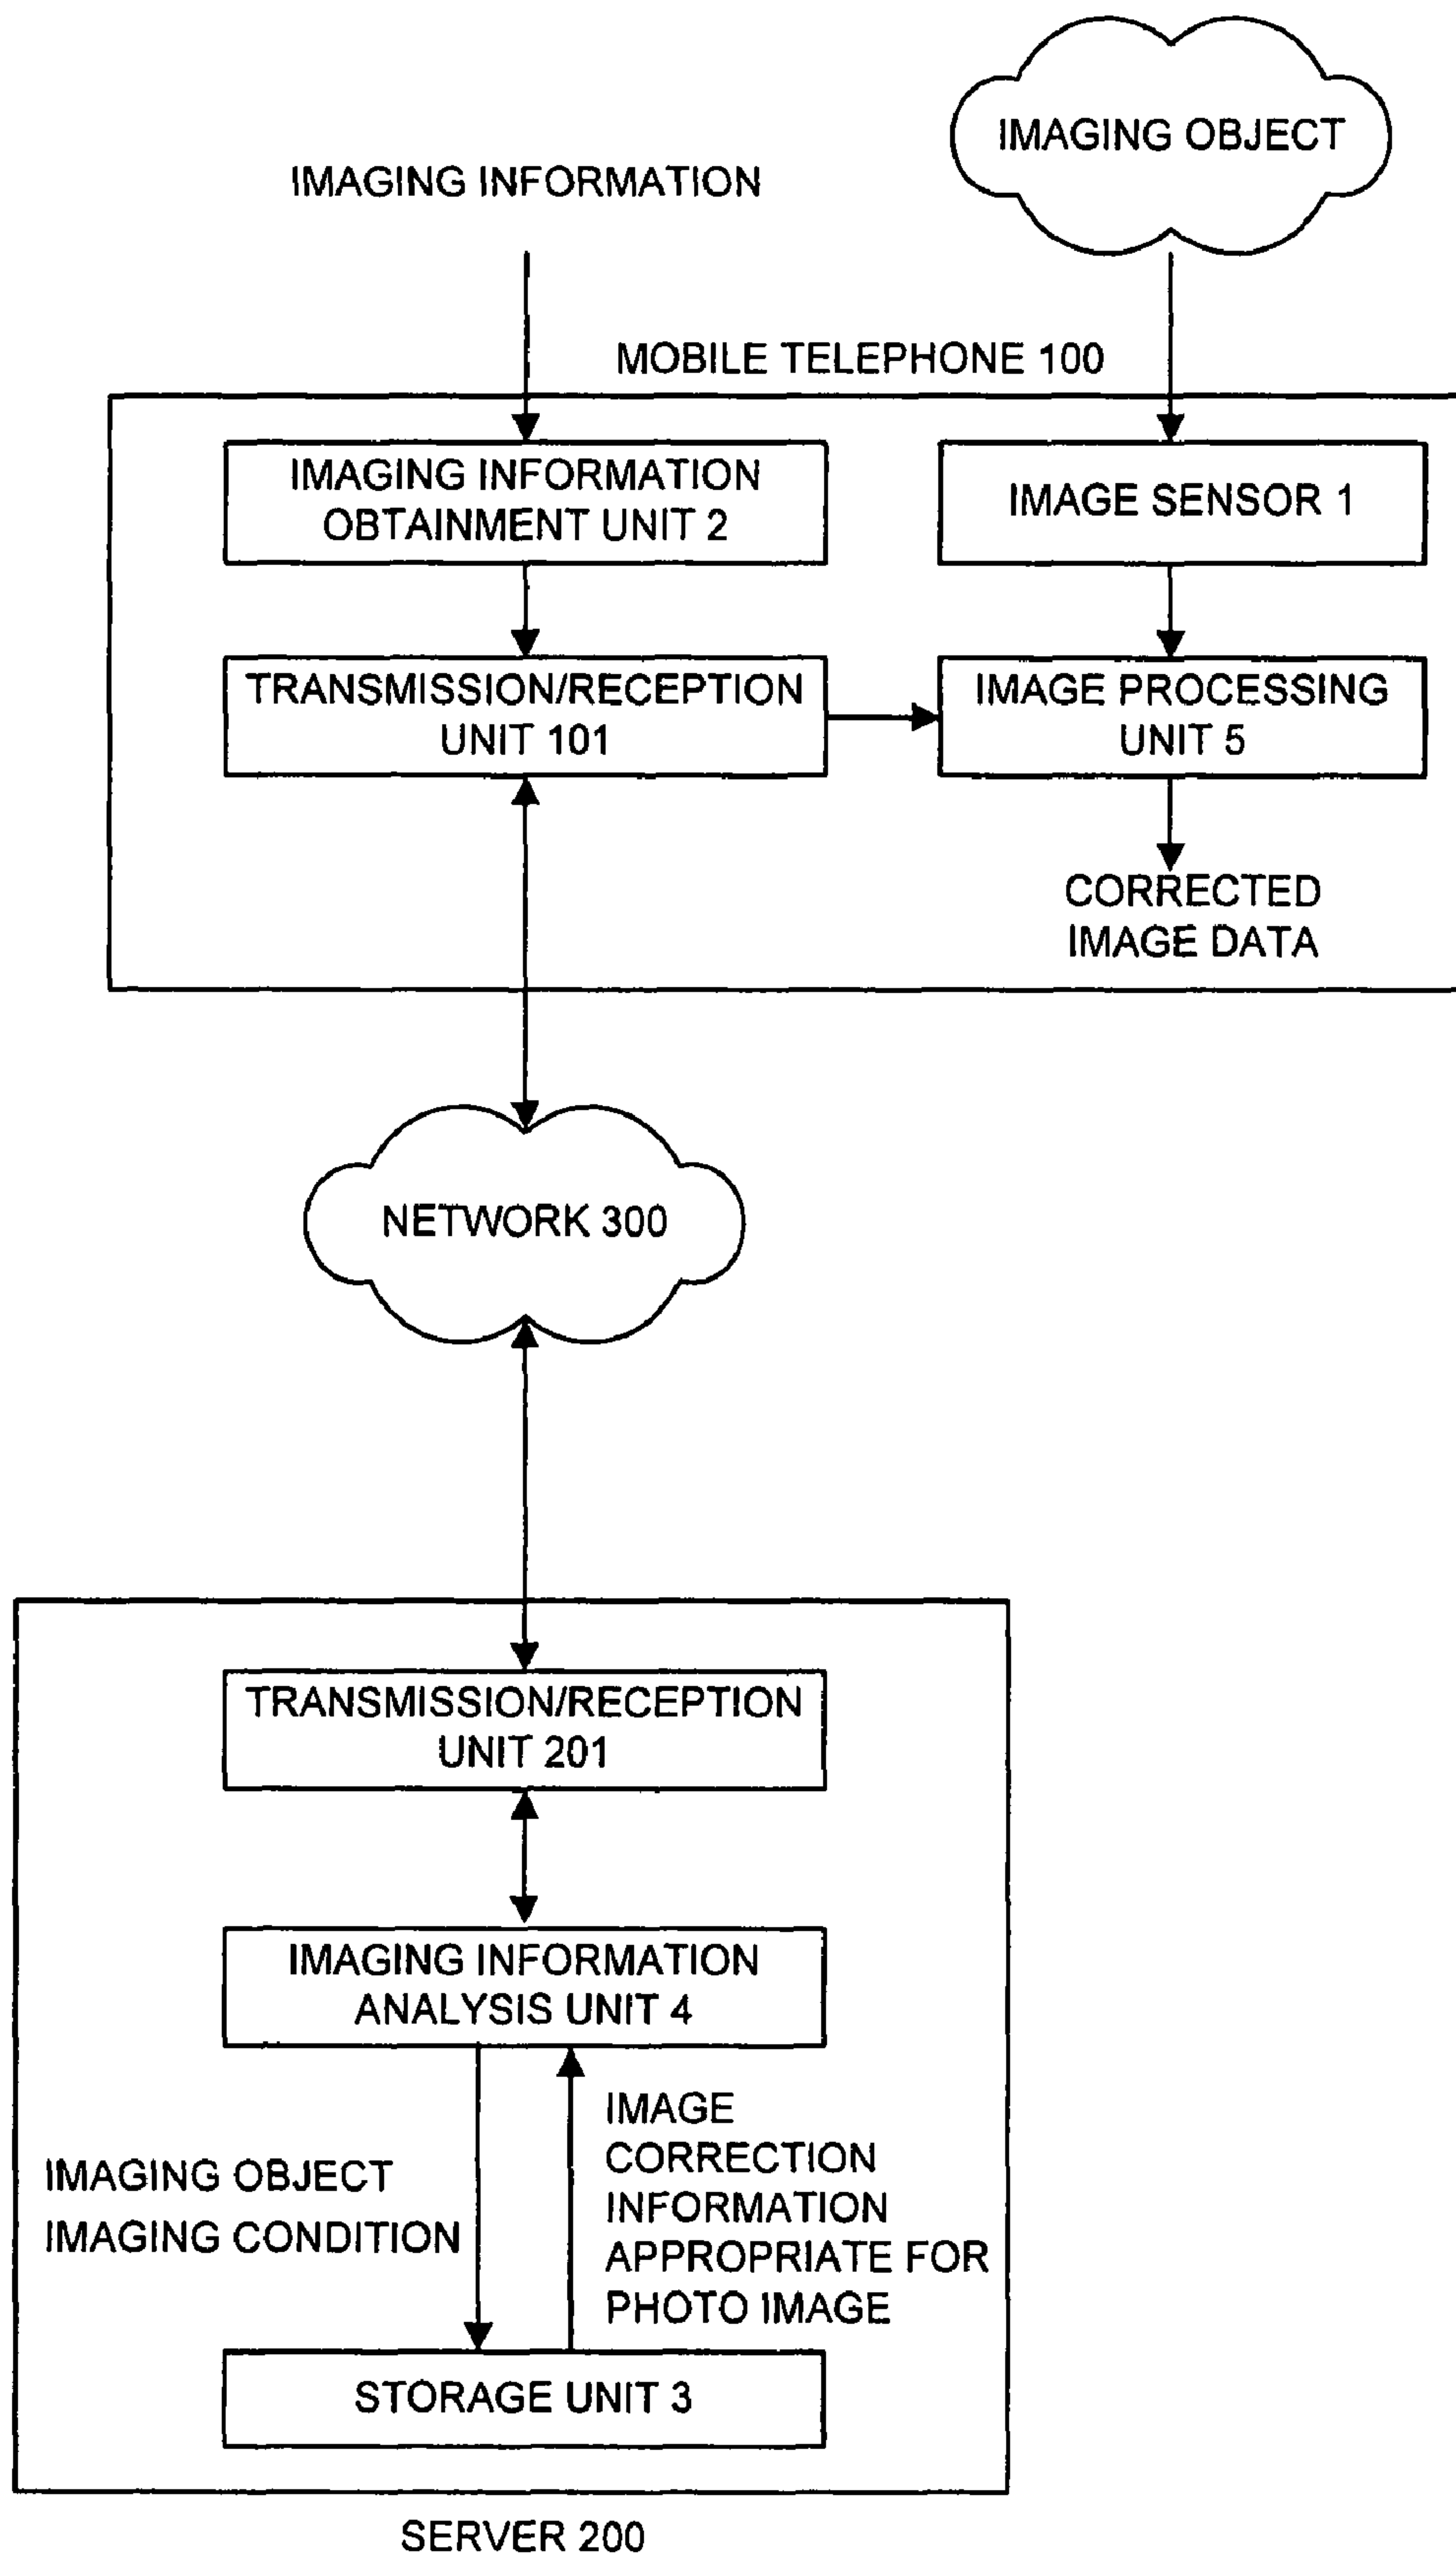 IMAGING OBJECT
IMAGING INFORMATION
MOBILE TELEPHONE 100
IMAGING INFORMATION
OBTAINMENT UNIT 2
IMAGE SENSOR 1
TRANSMISSION/RECEPTION
UNIT 101
IMAGE PROCESSING
UNIT 5
CORRECTED
IMAGE DATA
NETWORK 300
TRANSMISSION/RECEPTION
UNIT 201
IMAGING INFORMATION
ANALYSIS UNIT 4
IMAGING OBJECT
IMAGING CONDITION
IMAGE
CORRECTION
INFORMATION
APPROPRIATE FOR
PHOTO IMAGE
STORAGE UNIT 3
SERVER 200